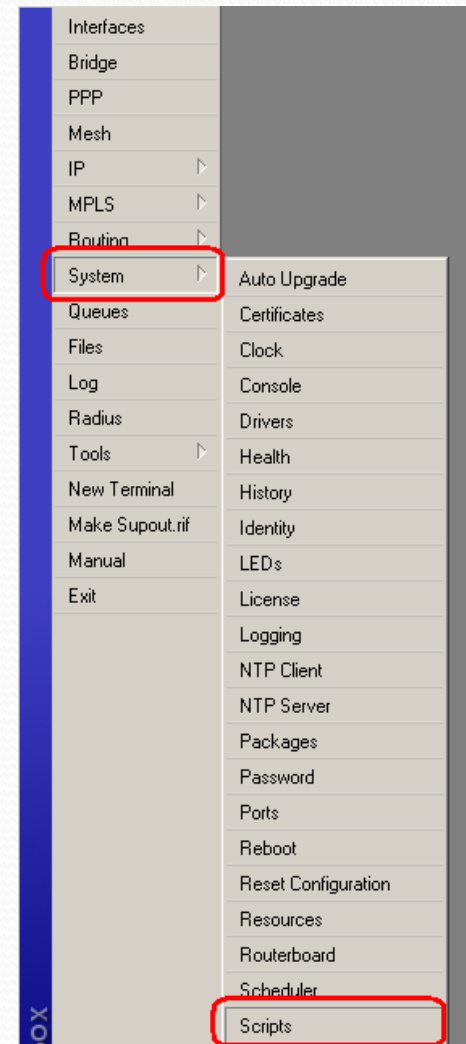 Interfaces
Bridge
PPP
Mesh
IP
MPLS
Routing
System
Queues
Files
Log
Radius
Tools
New Terminal
Make Supout.rif
Manual
Exit
Auto Upgrade
Certificates
Clock
Console
Drivers
Health
History
Identity
LEDs
License
Logging
NTP Client
NTP Server
Packages
Password
Ports
Reboot
Reset Configuration
Resources
Routerboard
Scheduler
Scripts